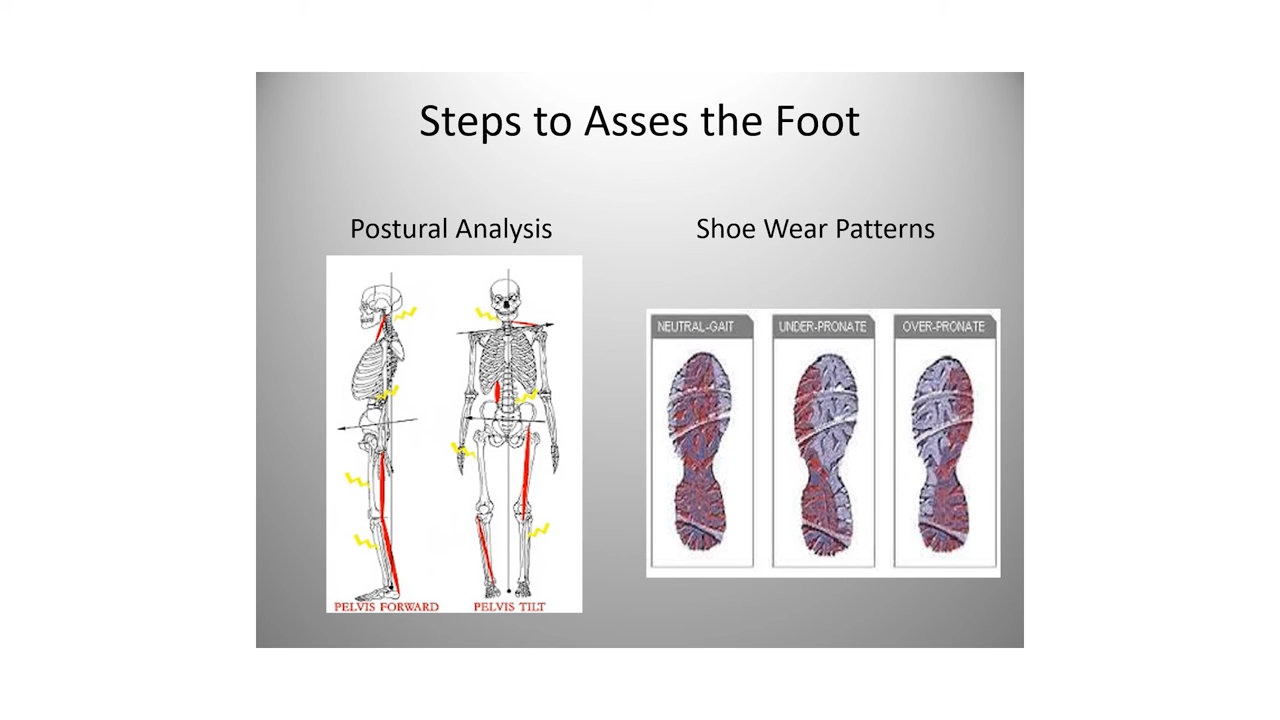 Steps to Asses the Foot
Postural Analysis
Shoe Wear Patterns
NEUTRAL-GAIT
UNDER-PRONATE
OVER-PRONATE
PELVIS FORWARD
PELVIS TILT